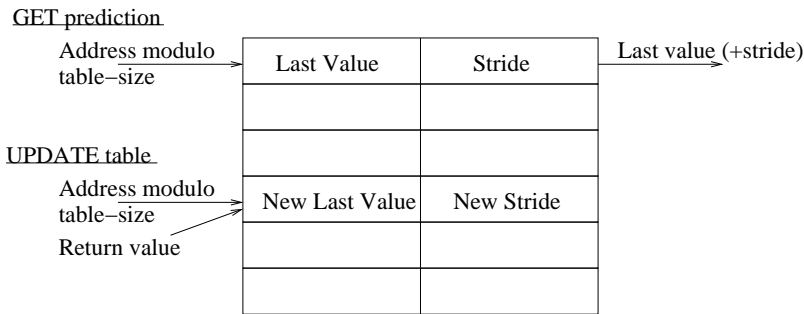 GET prediction
Address modulo
table−size
Last Value
Stride
Last value (+stride)
UPDATE table
Address modulo
table−size
Return value
New Last Value
New Stride